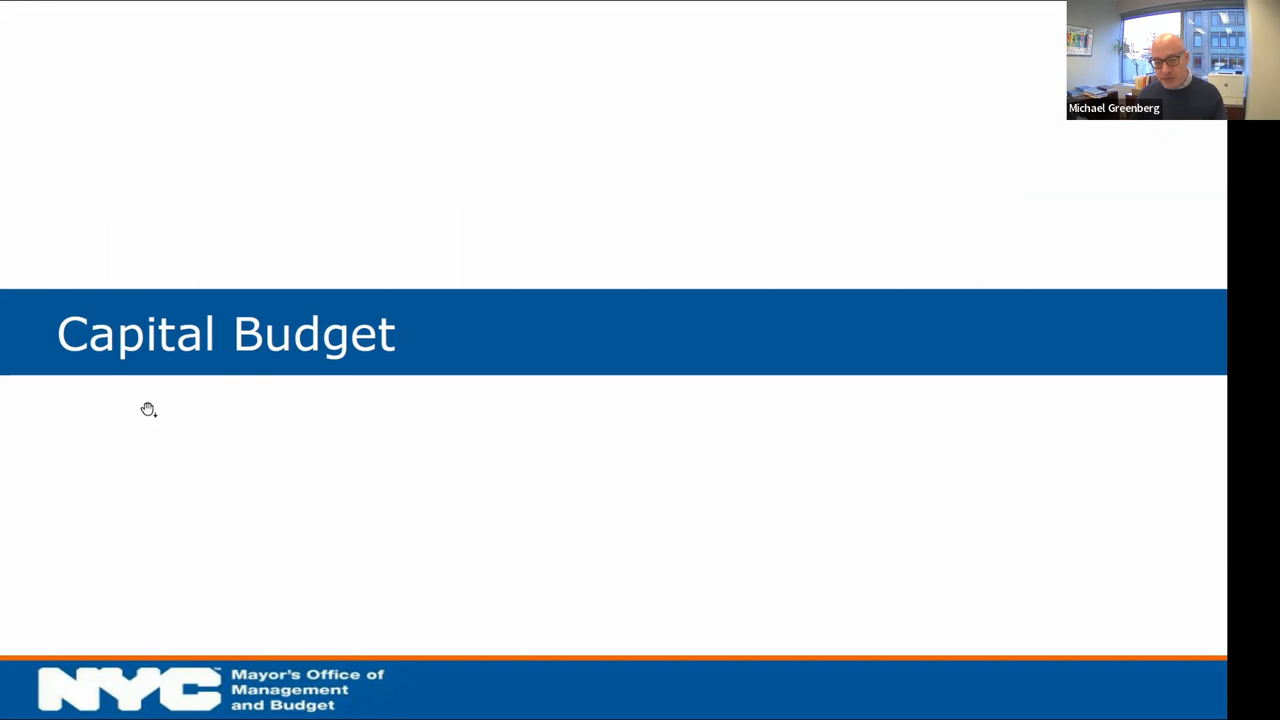 Michael Greenberg
Capital Budget
NYC
Mayor's Office of
Management
and Budget